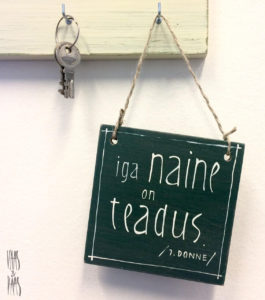 iga naine
on
teadus.
/J. DONNE/